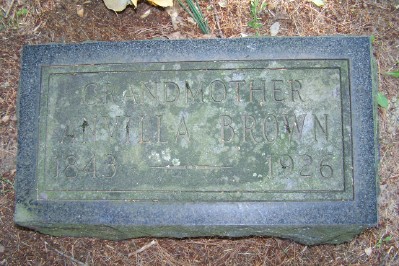 GRANDMOTHER
BROWN
1843 — 1926